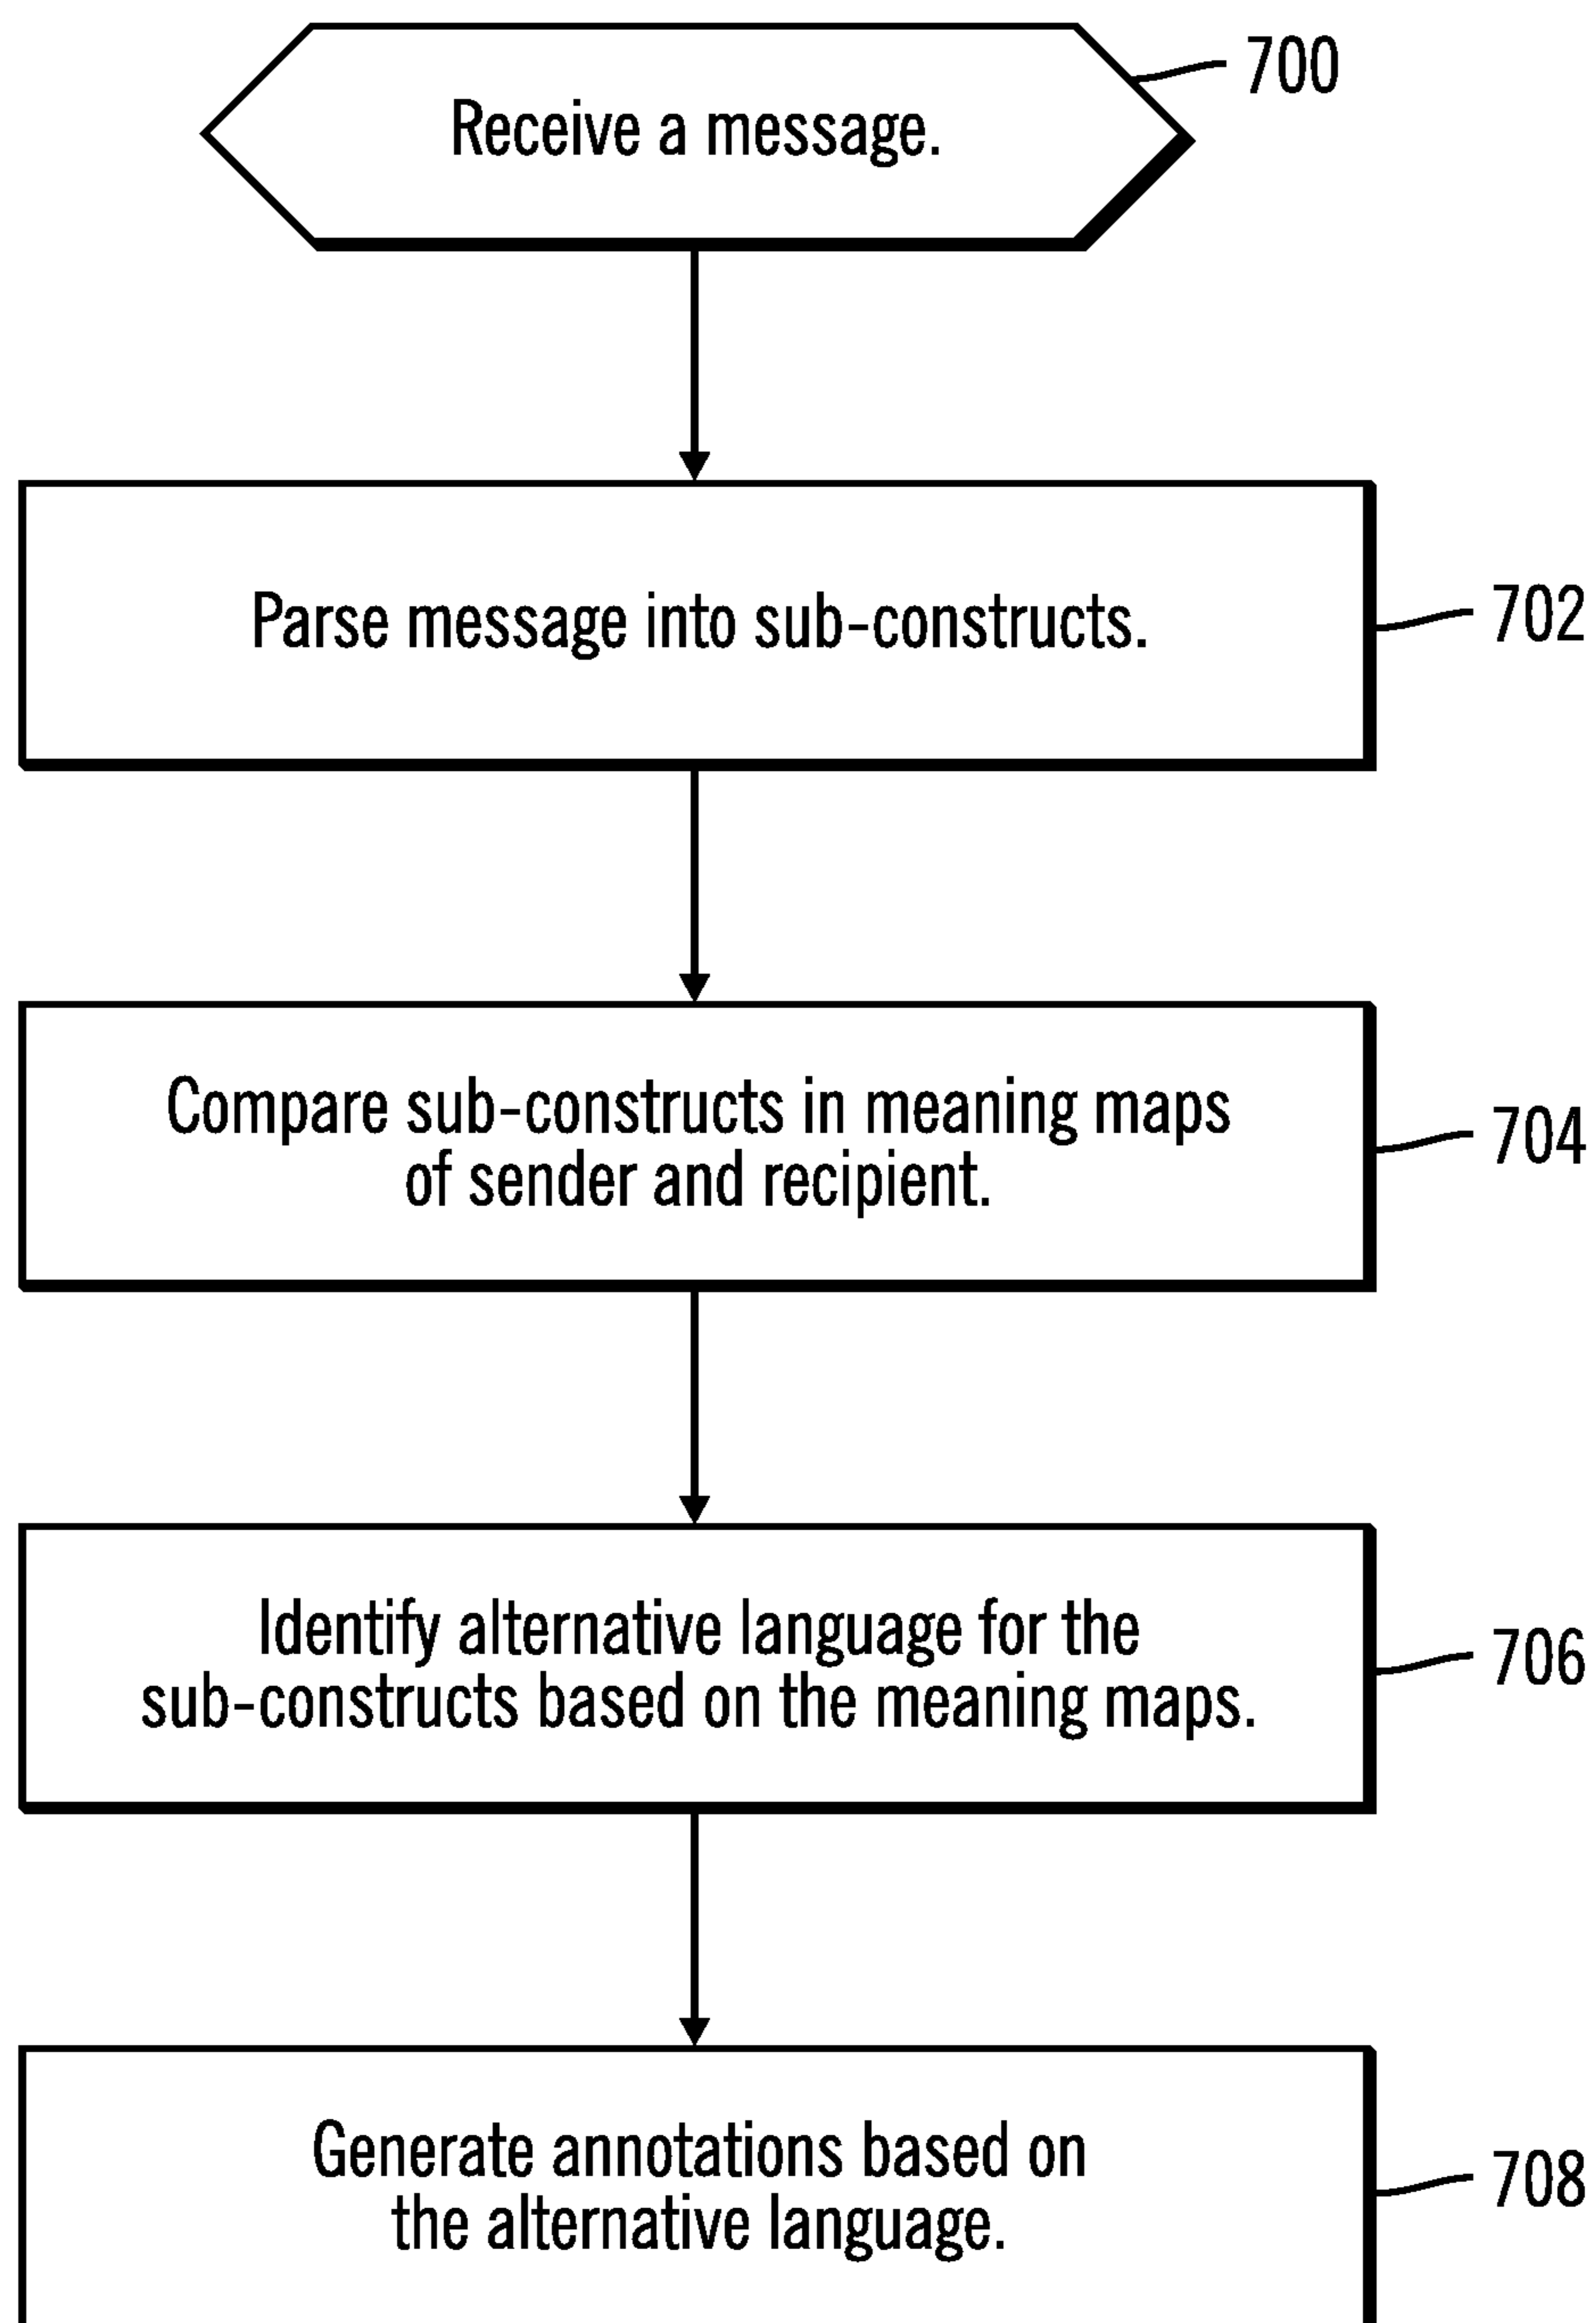 Receive a message.
700
Parse message into sub-constructs.
702
Compare sub-constructs in meaning maps
of sender and recipient.
704
Identify alternative language for the
sub-constructs based on the meaning maps.
706
Generate annotations based on
the alternative language.
708